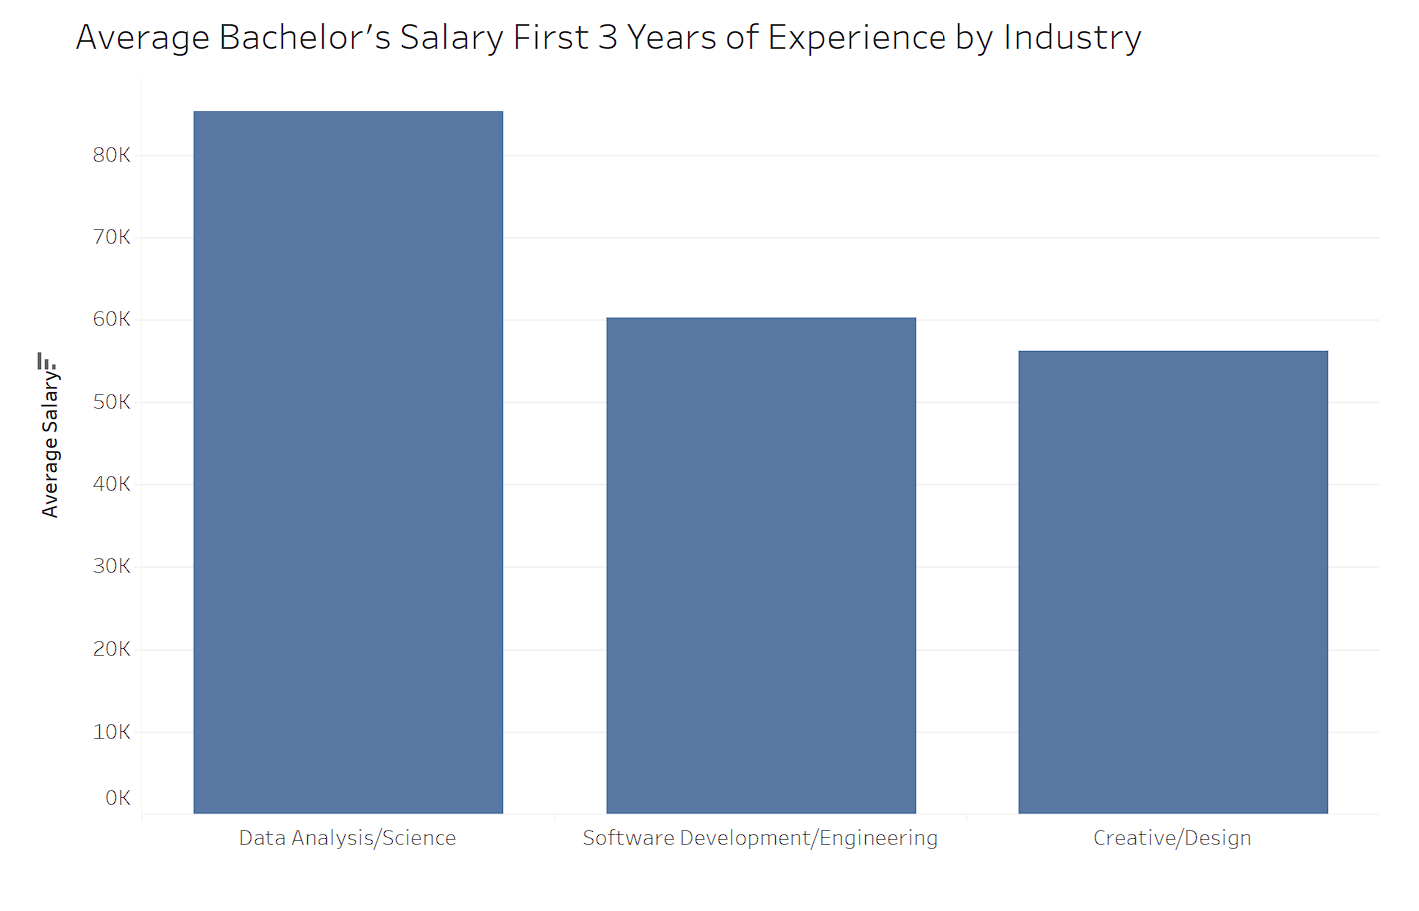 Average Bachelor’s Salary First 3 Years of Experience by Industry
80K
70K
60K
50K
40K
30K
20K
10K
0K
Average Salary
Data Analysis/Science
Software Development/Engineering
Creative/Design